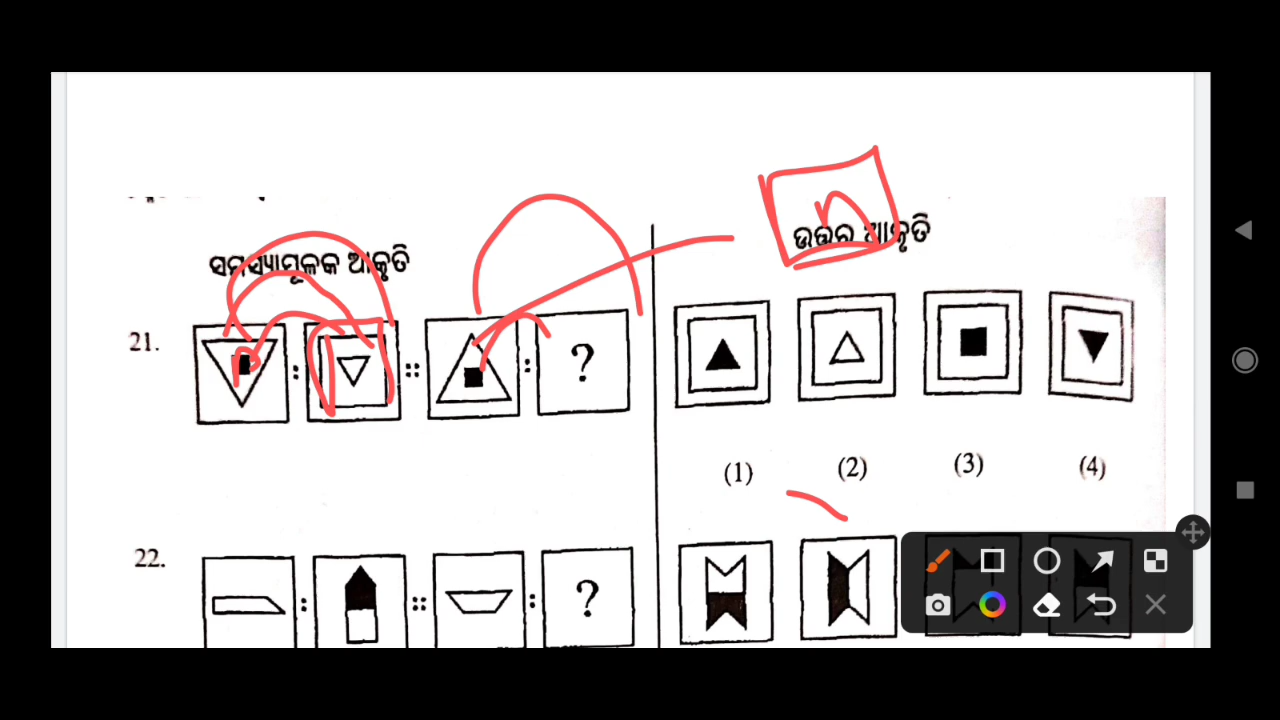 ସମସ୍ୟାମୂଳକ ଆକୃତି
ଉତ୍ତର ଆକୃତି
21. : :: : ?
(1) (2) (3) (4)
22. : :: : ?